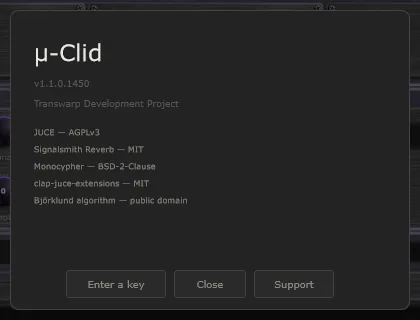 µ-Clid
v1.1.0.1450
Transwarp Development Project
JUCE — AGPLv3
Signalsmith Reverb — MIT
Monocypher — BSD-2-Clause
clap-juce-extensions — MIT
Björklund algorithm — public domain
Enter a key
Close
Support